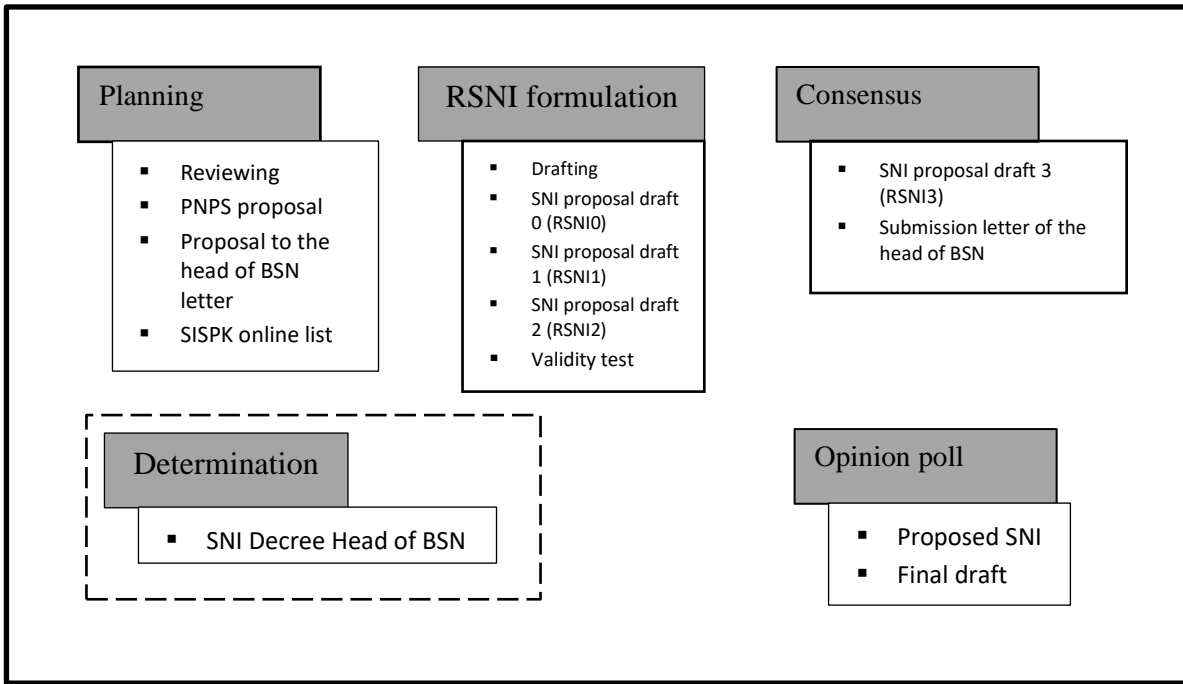 Planning
▪ Reviewing
▪ PNPS proposal
▪ Proposal to the
head of BSN
letter
▪ SISPK online list
RSNI formulation
▪ Drafting
▪ SNI proposal draft
0 (RSNI0)
▪ SNI proposal draft
1 (RSNI1)
▪ SNI proposal draft
2 (RSNI2)
▪ Validity test
Consensus
▪ SNI proposal draft 3
(RSNI3)
▪ Submission letter of the
head of BSN
Determination
▪ SNI Decree Head of BSN
Opinion poll
▪ Proposed SNI
▪ Final draft